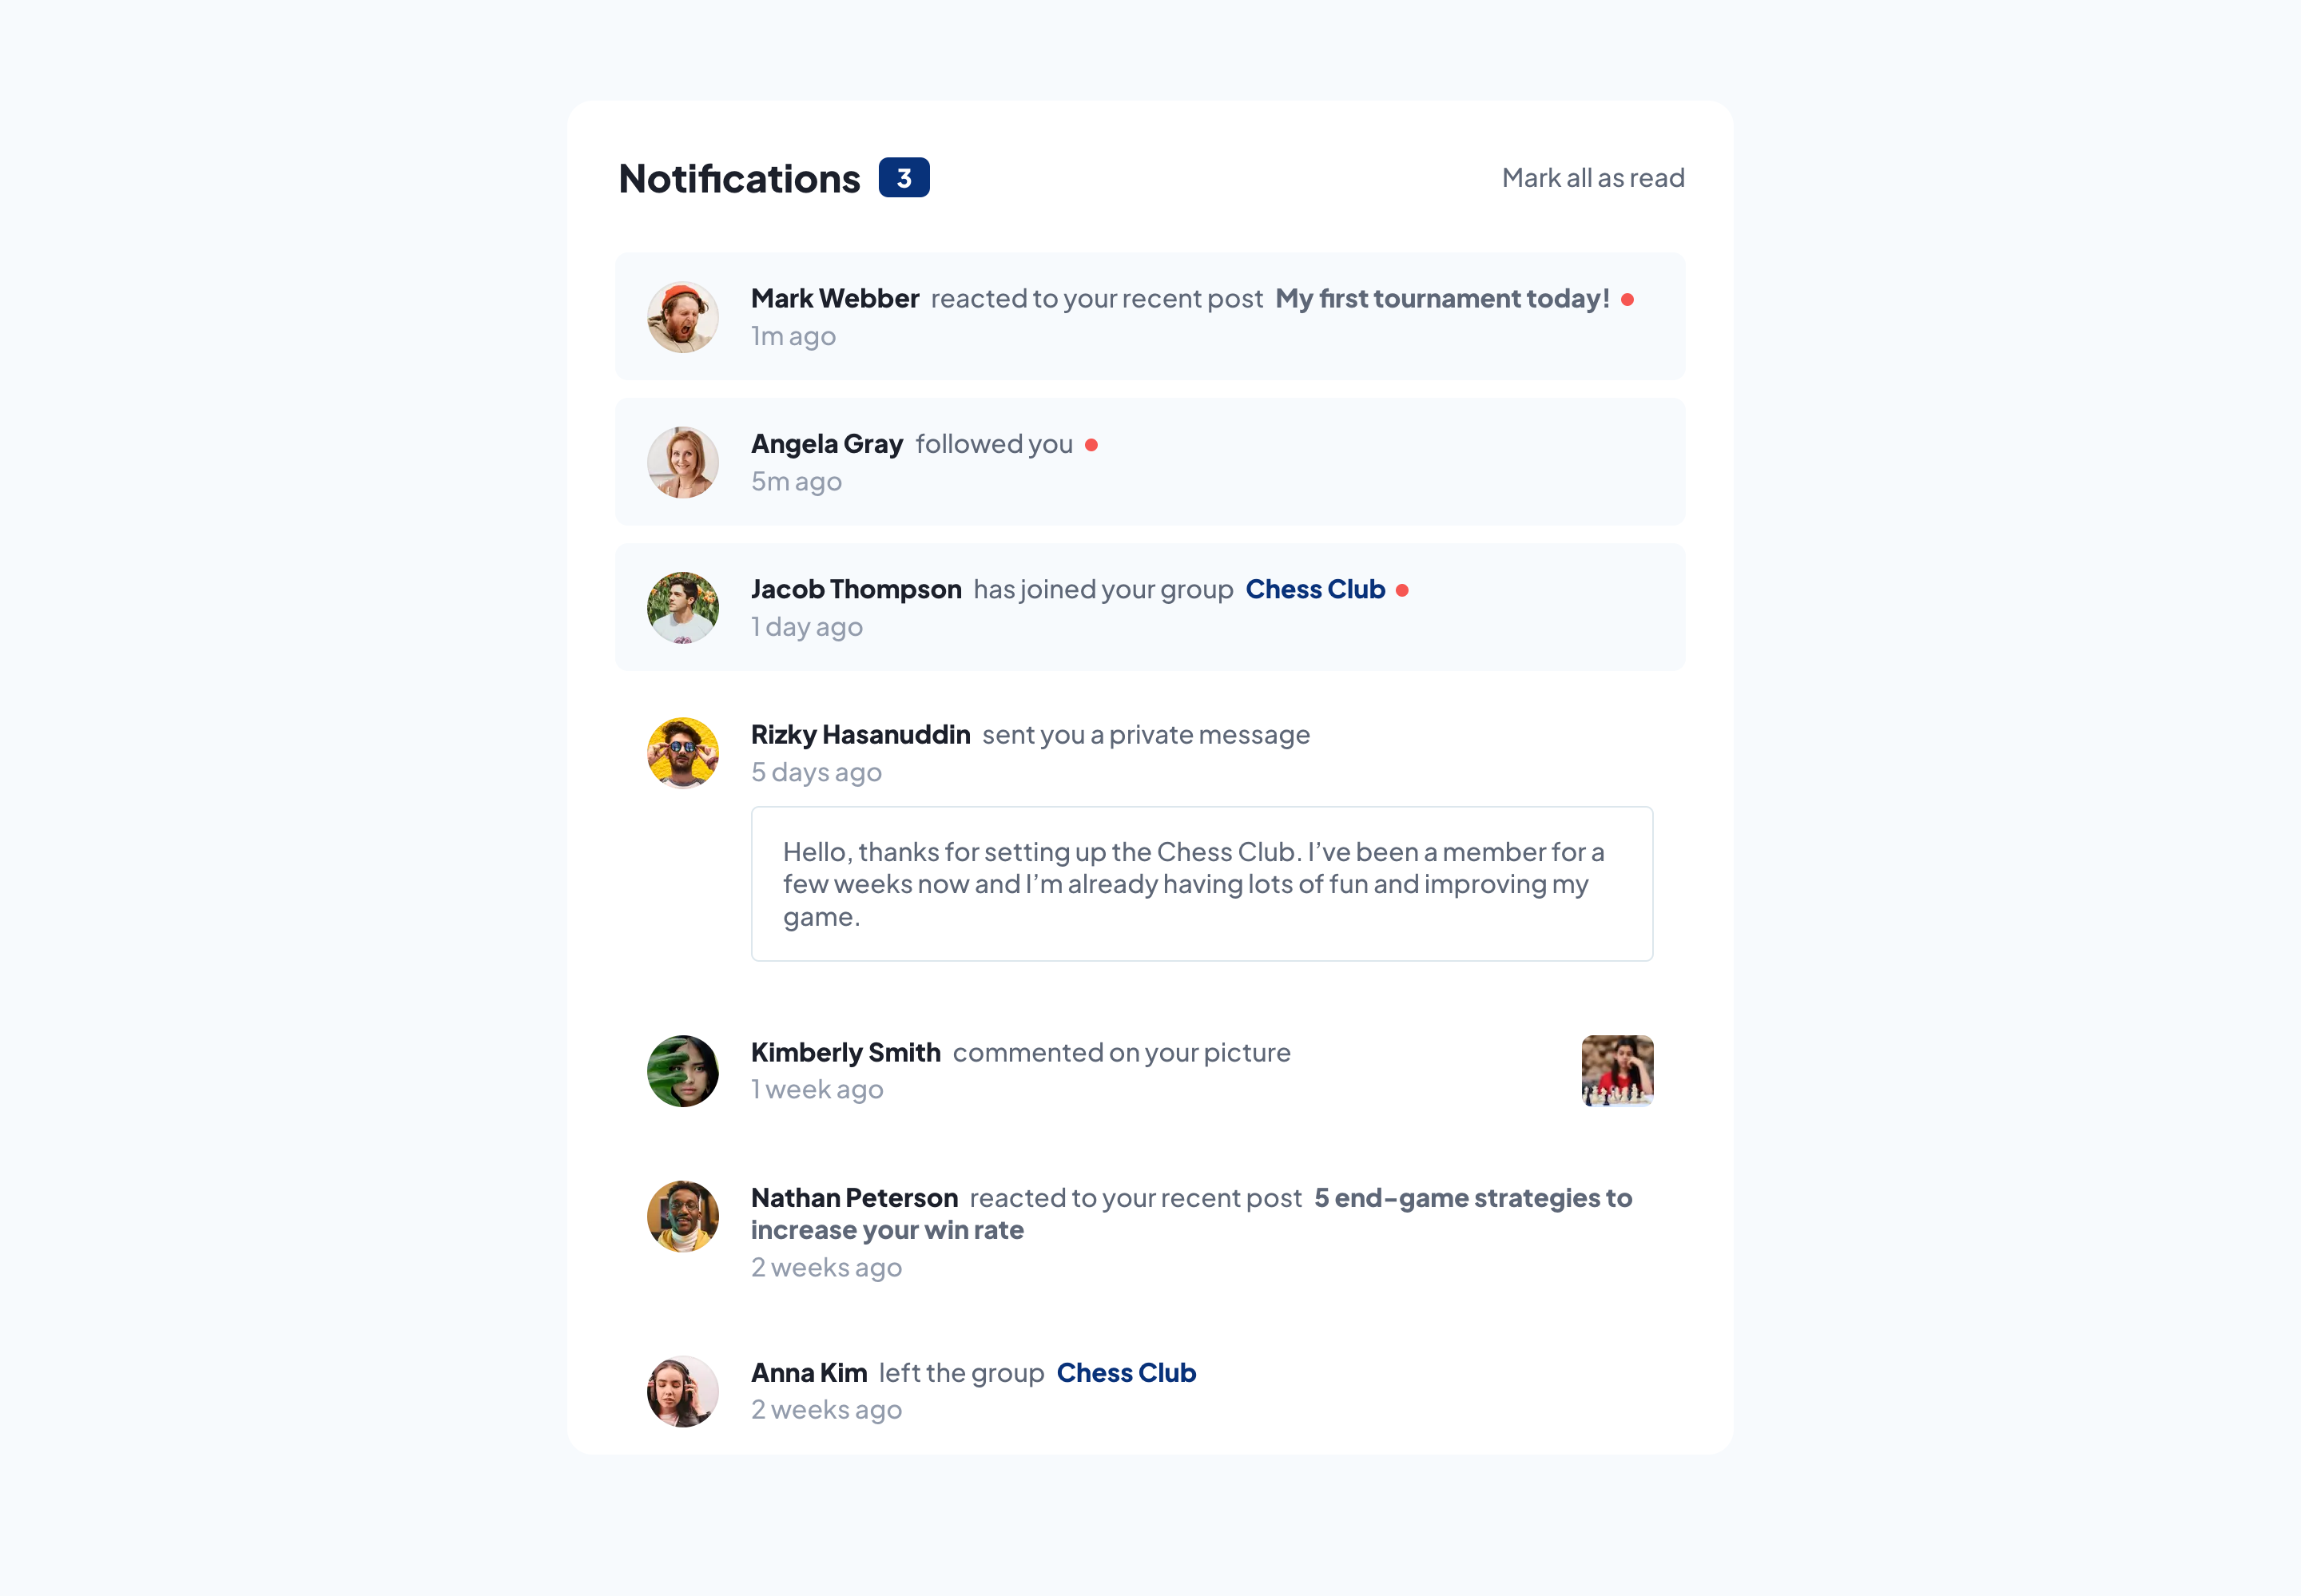 Notifications 3
Mark all as read
Mark Webber reacted to your recent post My first tournament today!
1m ago
Angela Gray followed you
5m ago
Jacob Thompson has joined your group Chess Club
1 day ago
Rizky Hasanuddin sent you a private message
5 days ago
Hello, thanks for setting up the Chess Club. I’ve been a member for a
few weeks now and I’m already having lots of fun and improving my
game.
Kimberly Smith commented on your picture
1 week ago
Nathan Peterson reacted to your recent post 5 end-game strategies to
increase your win rate
2 weeks ago
Anna Kim left the group Chess Club
2 weeks ago